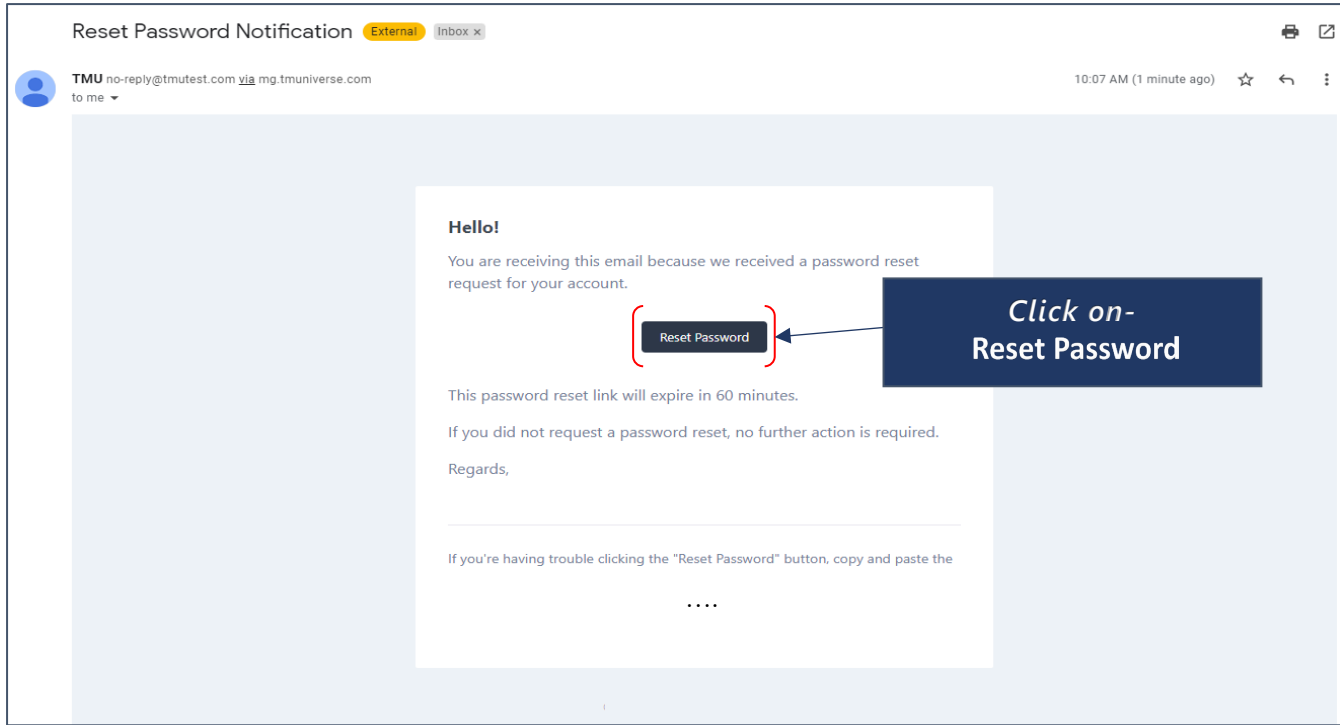 Reset Password Notification External Inbox x
TMU no-reply@tmutest.com via mg.tmuniverse.com 10:07 AM (1 minute ago)
to me
Hello!
You are receiving this email because we received a password reset
request for your account.
Click on-
Reset Password
Reset Password
This password reset link will expire in 60 minutes.
If you did not request a password reset, no further action is required.
Regards,
If you're having trouble clicking the "Reset Password" button, copy and paste the
....